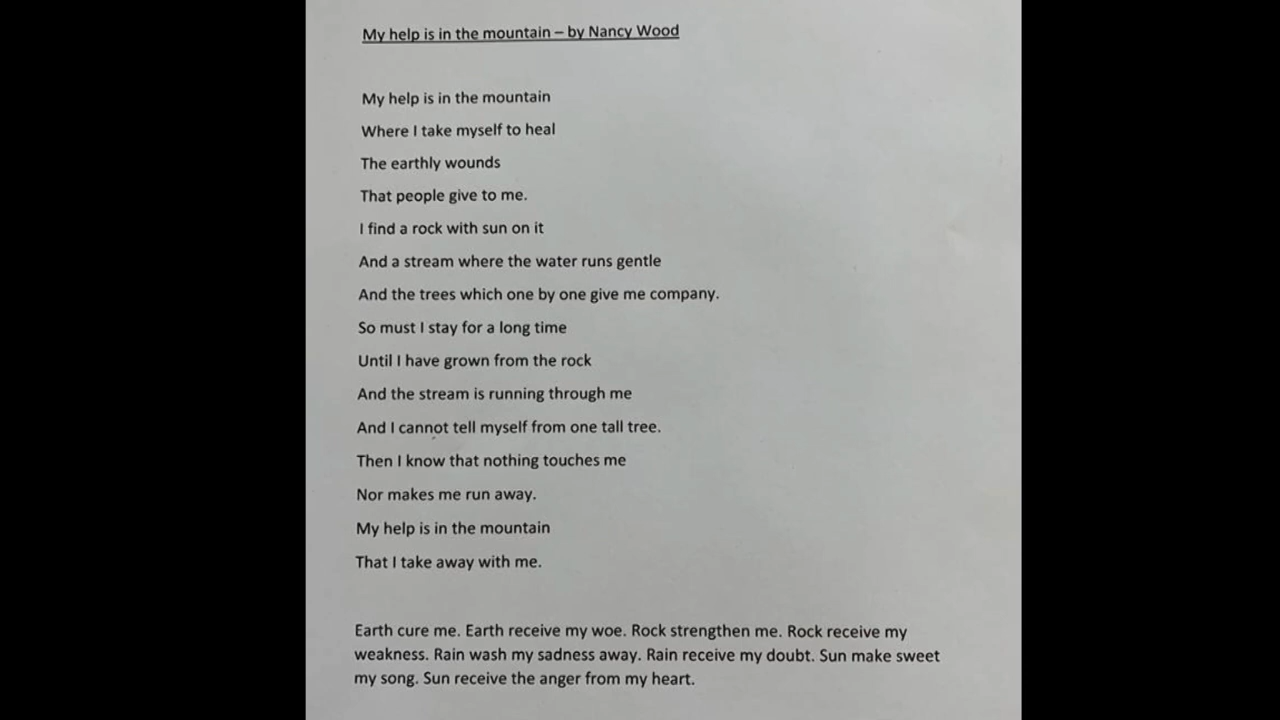 My help is in the mountain – by Nancy Wood
My help is in the mountain
Where I take myself to heal
The earthly wounds
That people give to me.
I find a rock with sun on it
And a stream where the water runs gentle
And the trees which one by one give me company.
So must I stay for a long time
Until I have grown from the rock
And the stream is running through me
And I cannot tell myself from one tall tree.
Then I know that nothing touches me
Nor makes me run away.
My help is in the mountain
That I take away with me.
Earth cure me. Earth receive my woe. Rock strengthen me. Rock receive my
weakness. Rain wash my sadness away. Rain receive my doubt. Sun make sweet
my song. Sun receive the anger from my heart.